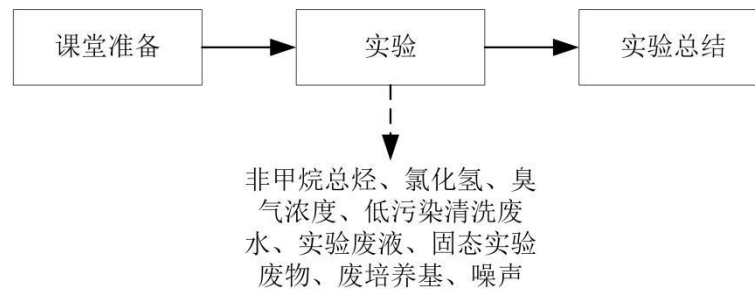 课堂准备
实验
实验总结
非甲烷总烃、氯化氢、臭
气浓度、低污染清洗废
水、实验废液、固态实验
废物、废培养基、噪声